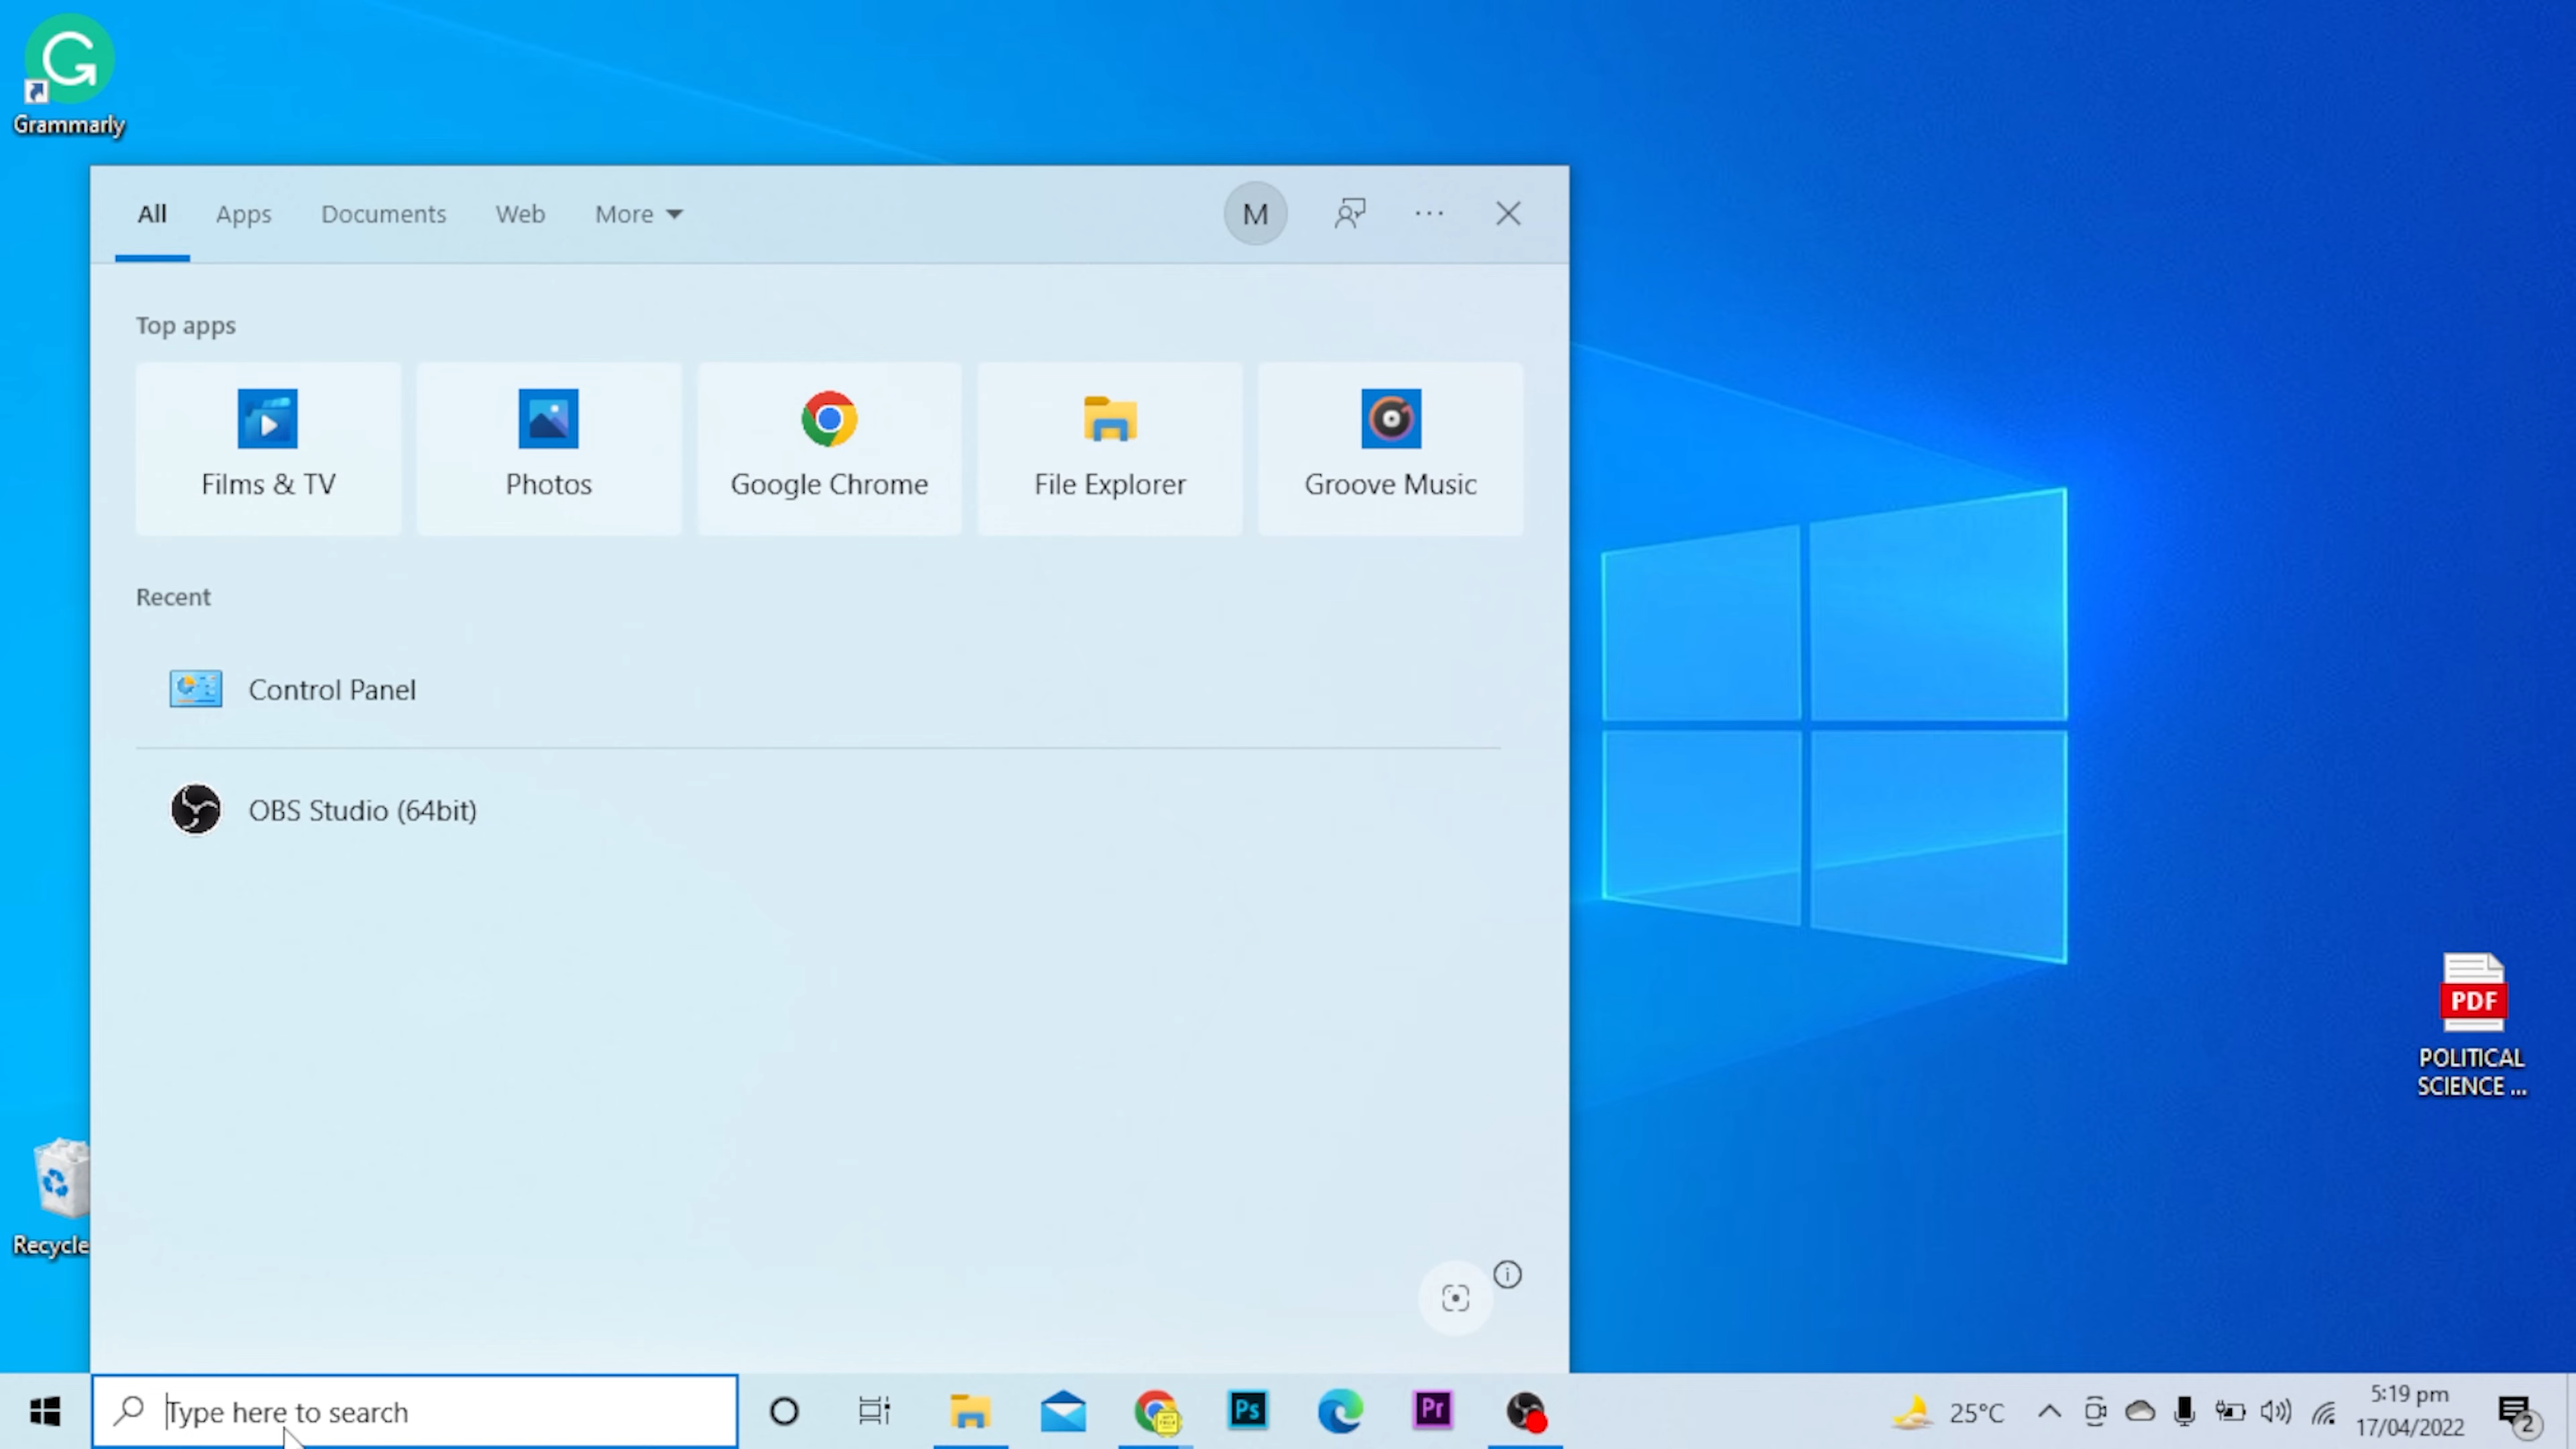 Grammarly
All Apps Documents Web More M
Top apps
Films & TV Photos Google Chrome File Explorer Groove Music
Recent
Control Panel
OBS Studio (64bit)
PDF
POLITICAL
SCIENCE ...
Recycle
Type here to search
Ps Pr
25°C
5:19 pm
17/04/2022
2